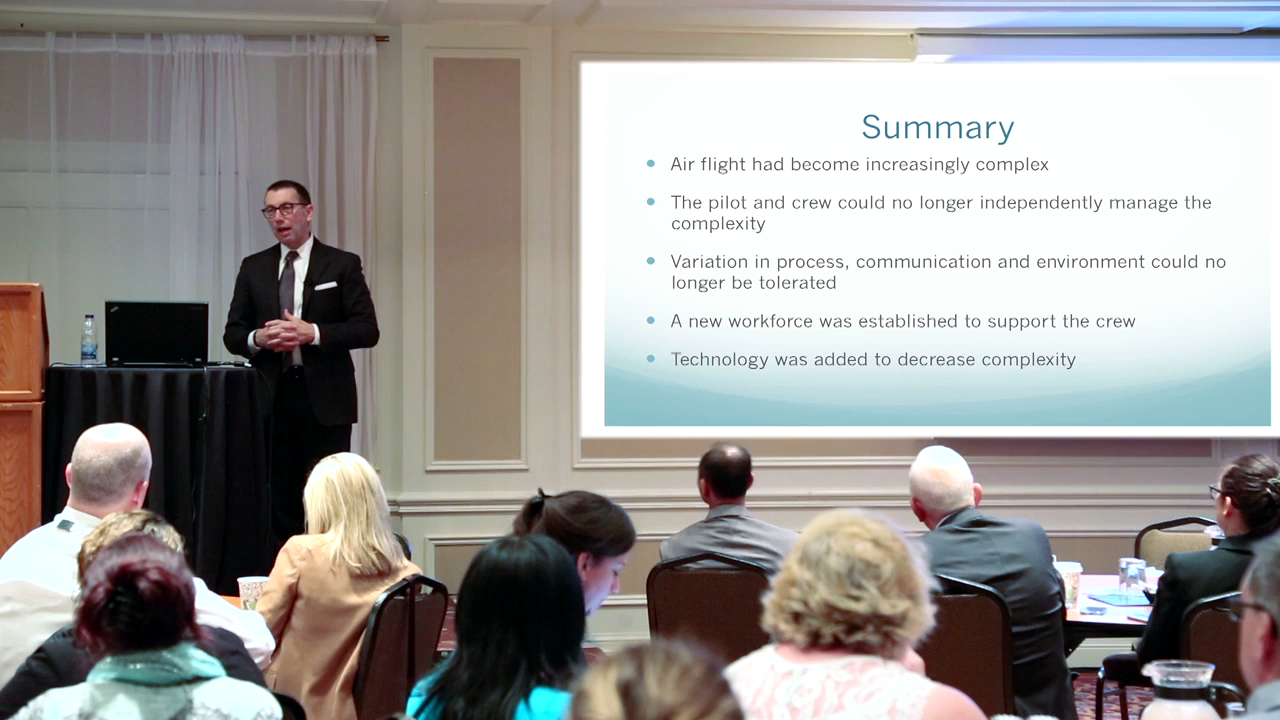 Summary
Air flight had become increasingly complex
The pilot and crew could no longer independently manage the
complexity
Variation in process, communication and environment could no
longer be tolerated
A new workforce was established to support the crew
Technology was added to decrease complexity